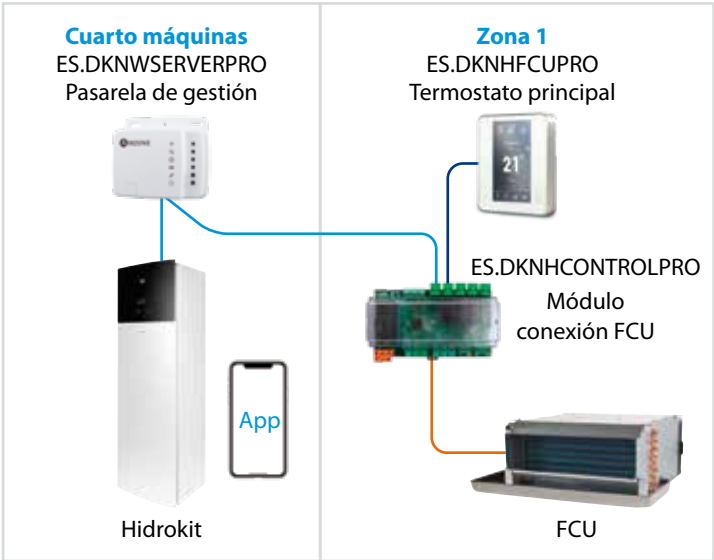 Cuarto máquinas
ES.DKNWSERVERPRO
Pasarela de gestión
App
Hidrokit
Zona 1
ES.DKNHFCUPRO
Termostato principal
21°
ES.DKNHCONTROLPRO
Módulo
conexión FCU
FCU